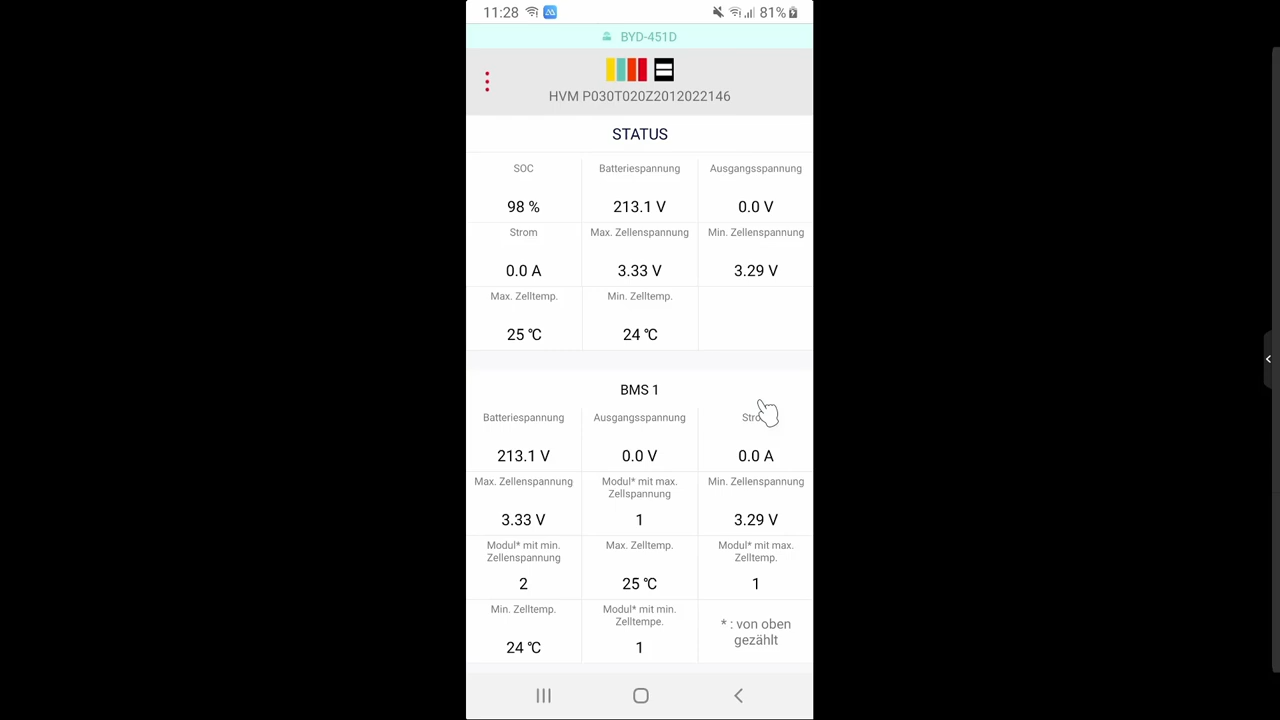 11:28 81%
BYD-451D
HVM P030T020Z2012022146
STATUS
SOC Batteriespannung Ausgangsspannung
98 % 213.1 V 0.0 V
Strom Max. Zellenspannung Min. Zellenspannung
0.0 A 3.33 V 3.29 V
Max. Zelltemp. Min. Zelltemp.
25 ℃ 24 ℃
BMS 1
Batteriespannung Ausgangsspannung
213.1 V 0.0 V 0.0 A
Max. Zellenspannung Modul* mit max. Zellspannung Min. Zellenspannung
3.33 V 1 3.29 V
Modul* mit min. Zellenspannung Max. Zelltemp. Modul* mit max. Zelltemp.
2 25 ℃ 1
Min. Zelltemp. Modul* mit min. Zelltempe. * : von oben gezählt
24 ℃ 1